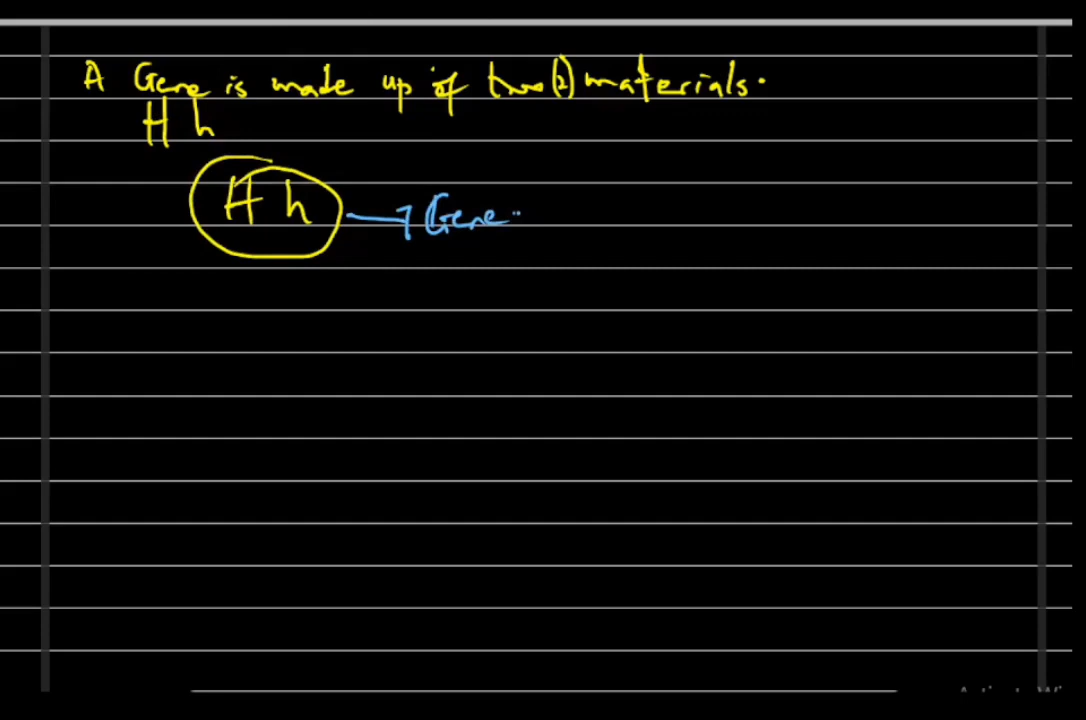 A Gene is made up of two (2) materials.
H h
H h → Gene